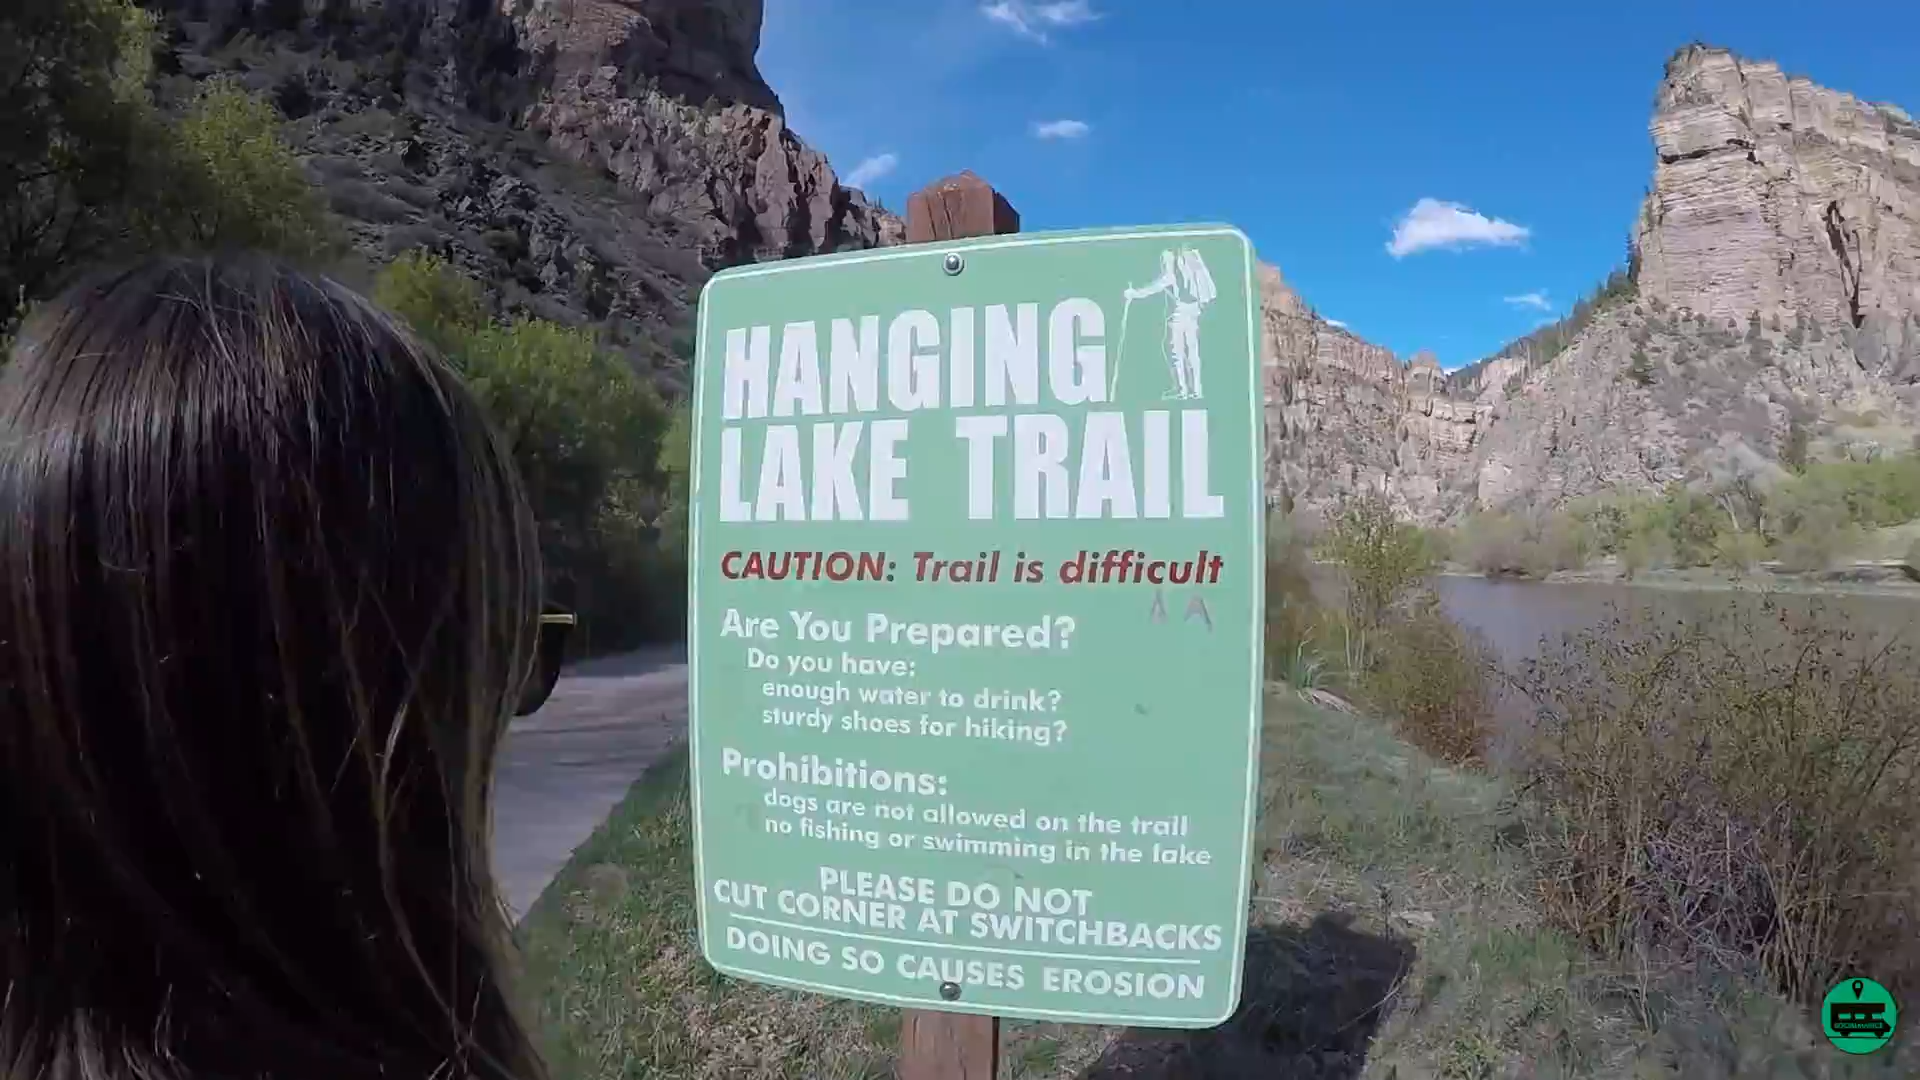 HANGING
LAKE TRAIL
CAUTION: Trail is difficult
Are You Prepared?
Do you have:
enough water to drink?
sturdy shoes for hiking?
Prohibitions:
dogs are not allowed on the trail
no fishing or swimming in the lake
PLEASE DO NOT
CUT CORNER AT SWITCHBACKS
DOING SO CAUSES EROSION